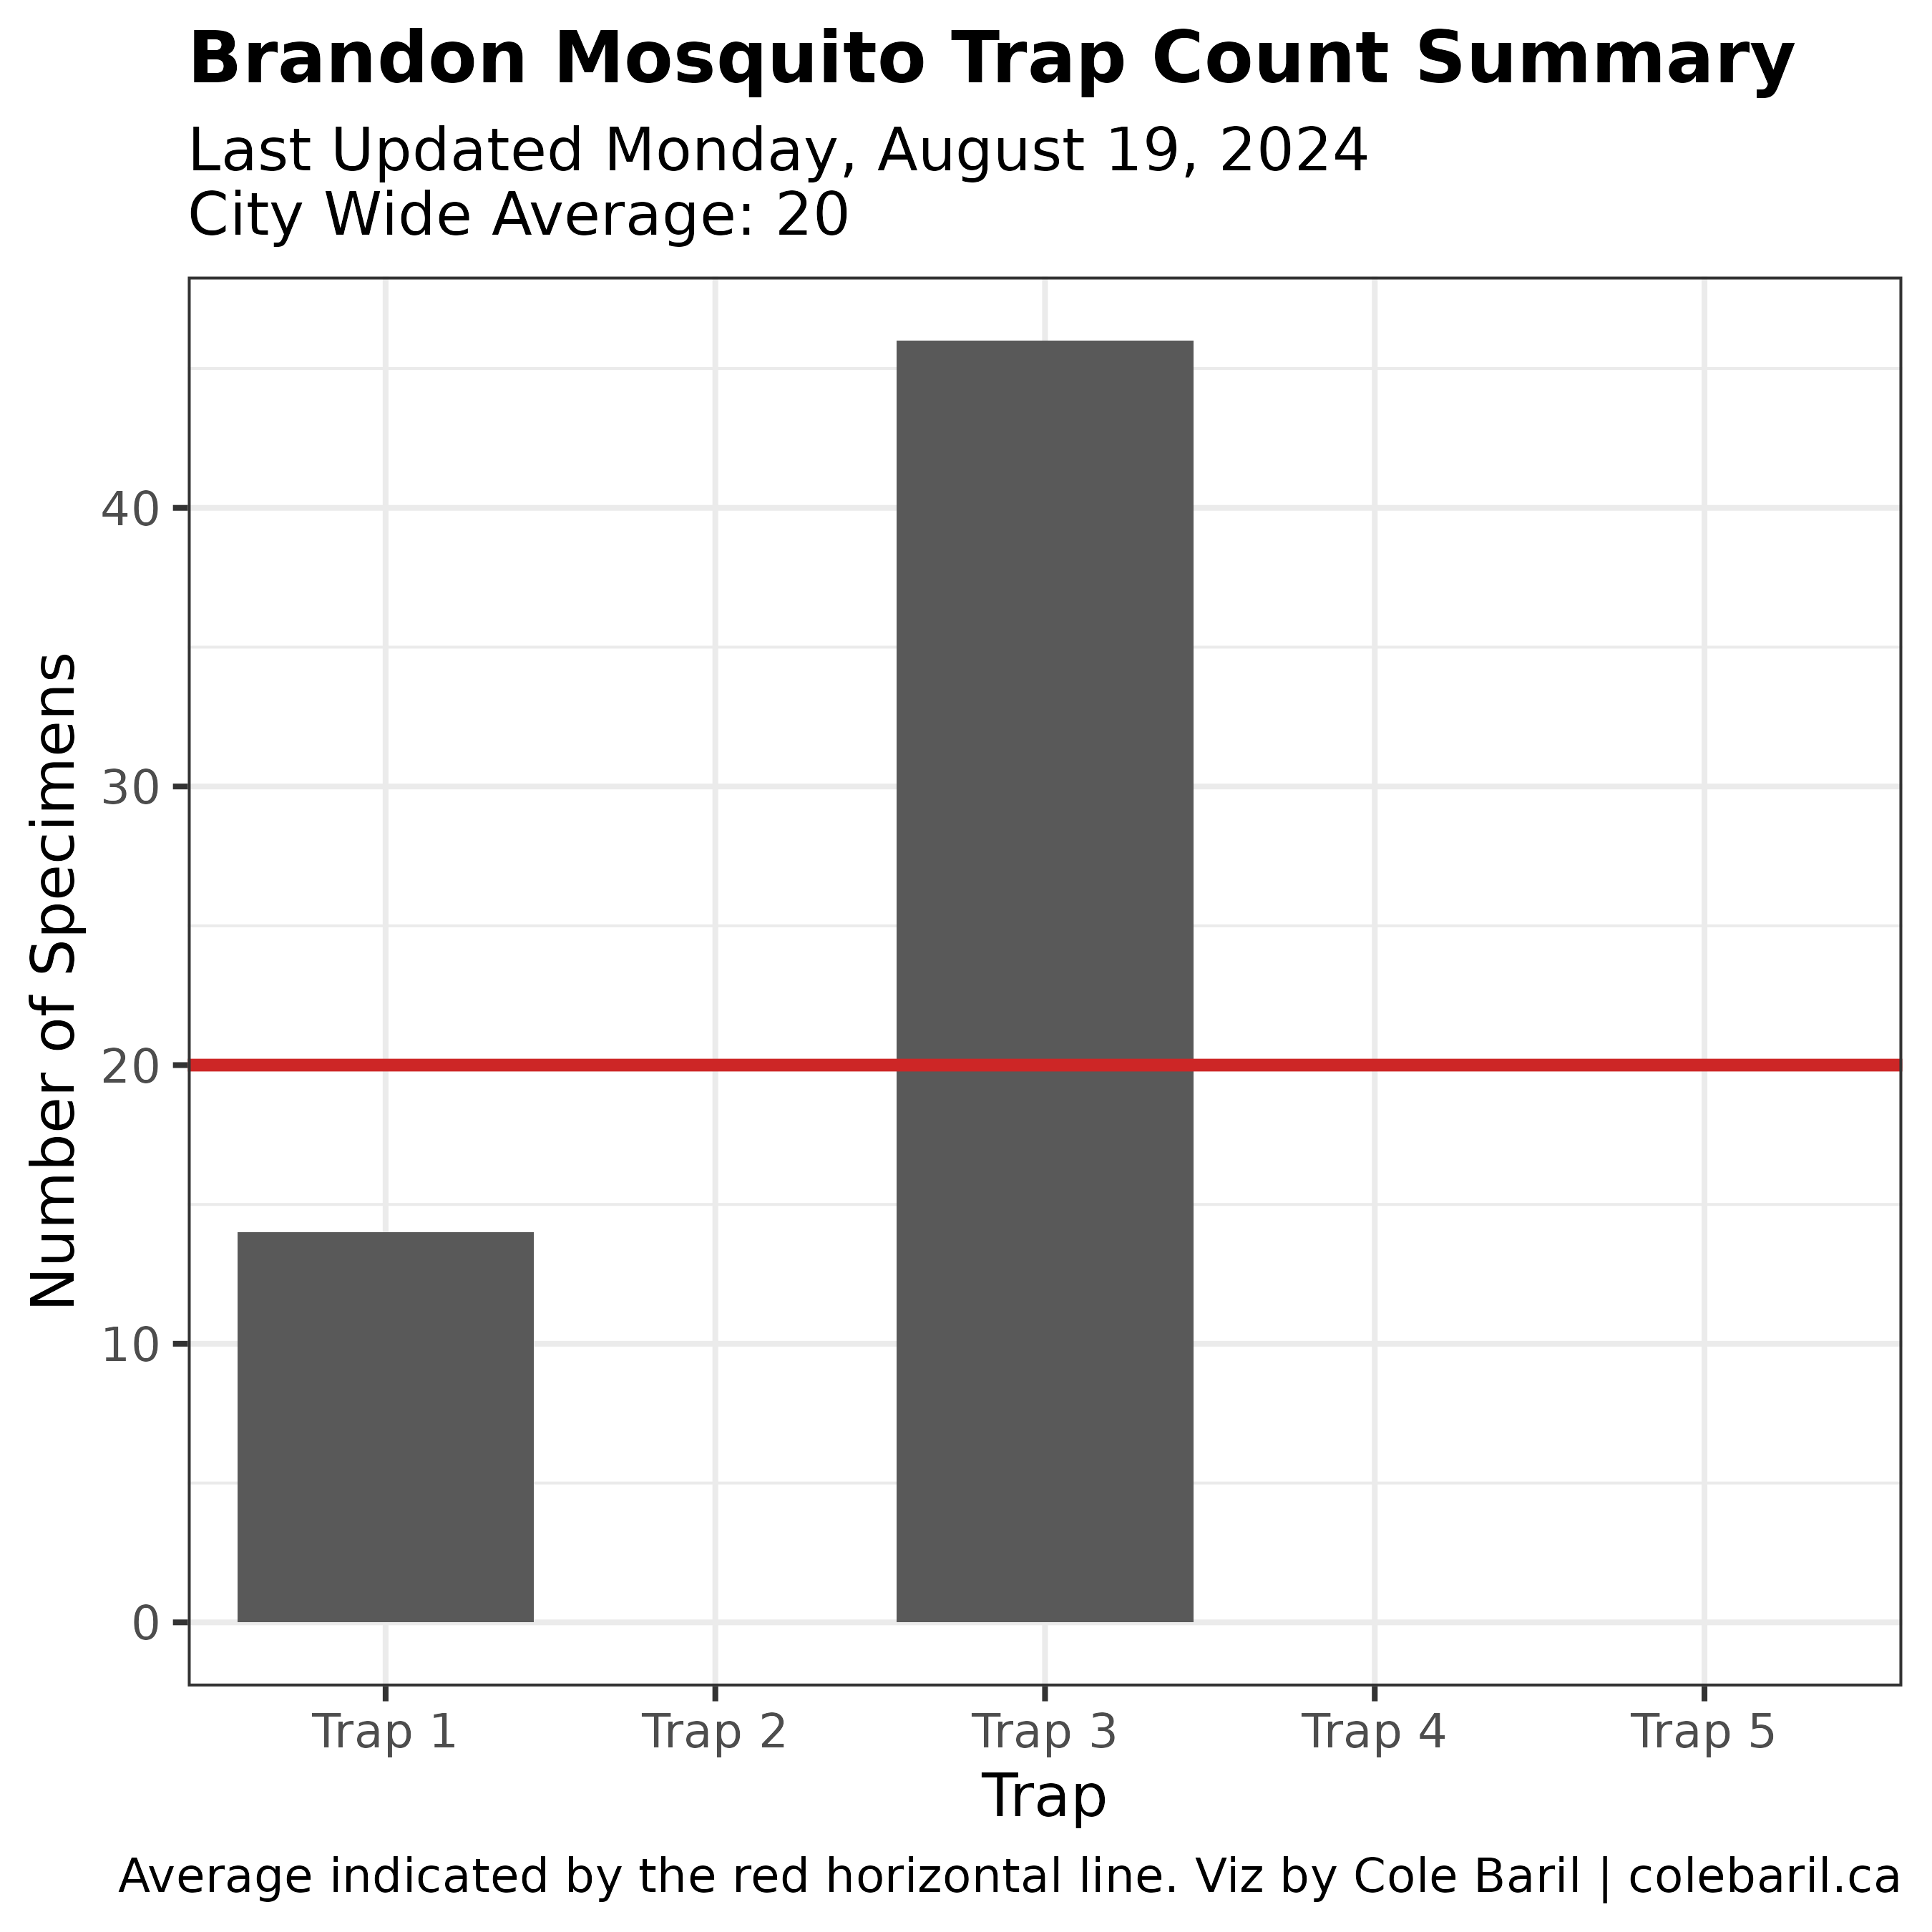 Brandon Mosquito Trap Count Summary
Last Updated Monday, August 19, 2024
City Wide Average: 20
Number of Specimens
40
30
20
10
0
Trap 1 Trap 2 Trap 3 Trap 4 Trap 5
Trap
Average indicated by the red horizontal line. Viz by Cole Baril | colebaril.ca